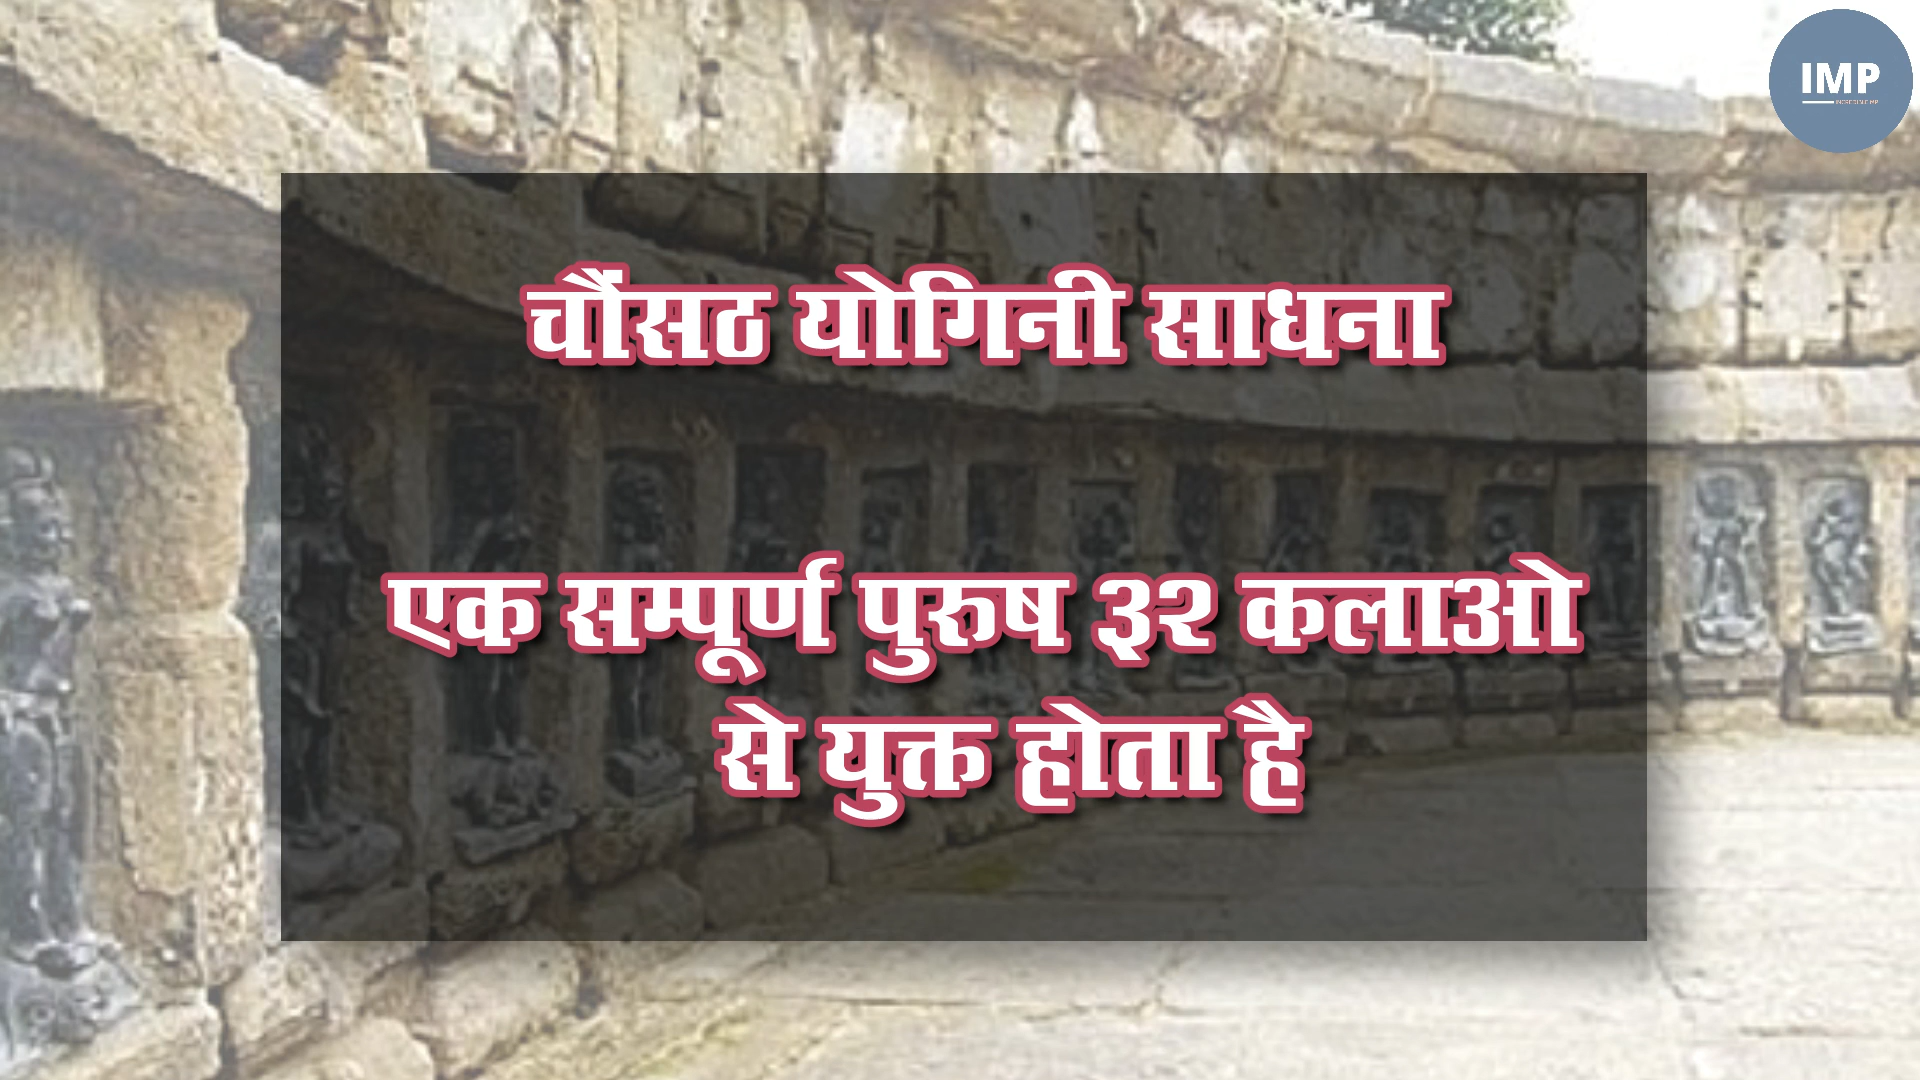 IMP
चौंसठ योगिनी साधना
एक सम्पूर्ण पुरुष ३२ कलाओ
से युक्त होता है